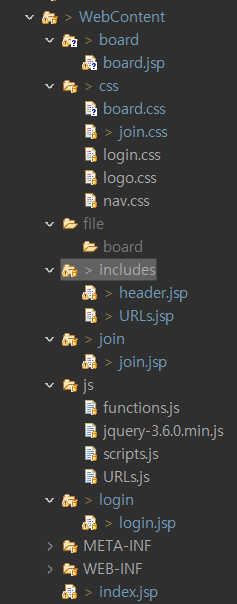 > WebContent
> board
board.jsp
> css
board.css
> join.css
login.css
logo.css
nav.css
file
board
> includes
> header.jsp
> URLs.jsp
> join
> join.jsp
js
functions.js
jquery-3.6.0.min.js
scripts.js
URLs.js
> login
> login.jsp
META-INF
WEB-INF
> index.jsp